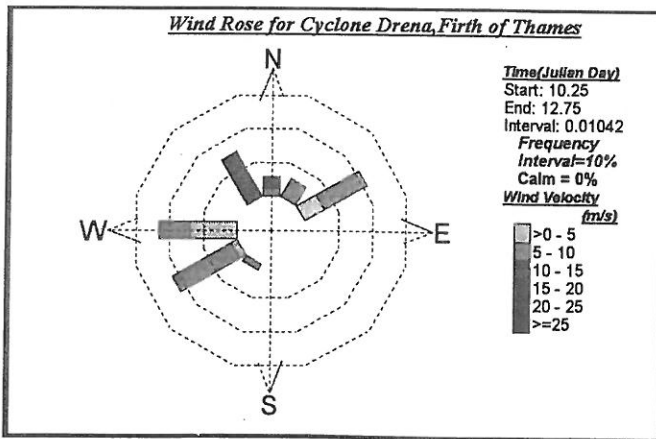 Wind Rose for Cyclone Drena,Firth of Thames
N
W
E
S
Time(Julian Day)
Start: 10.25
End: 12.75
Interval: 0.01042
Frequency
Interval=10%
Calm = 0%
Wind Velocity
(m/s)
>0 - 5
5 - 10
10 - 15
15 - 20
20 - 25
>=25